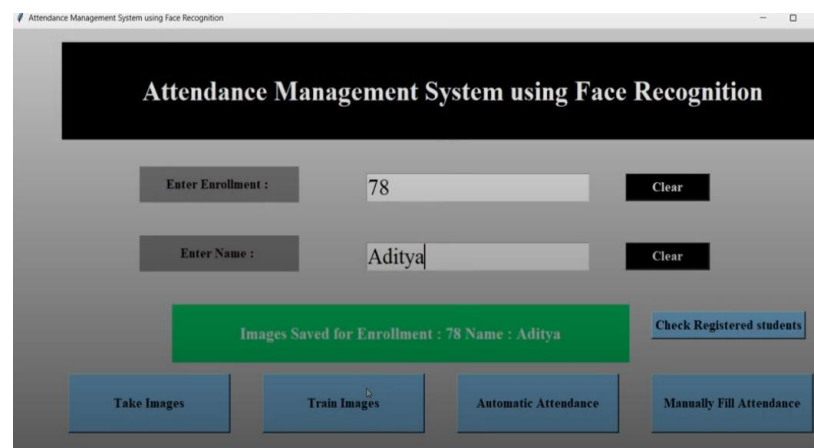 Attendance Management System using Face Recognition
Attendance Management System using Face Recognition
Enter Enrollment :
78
Clear
Enter Name :
Aditya
Clear
Images Saved for Enrollment : 78 Name : Aditya
Check Registered students
Take Images
Train Images
Automatic Attendance
Manually Fill Attendance